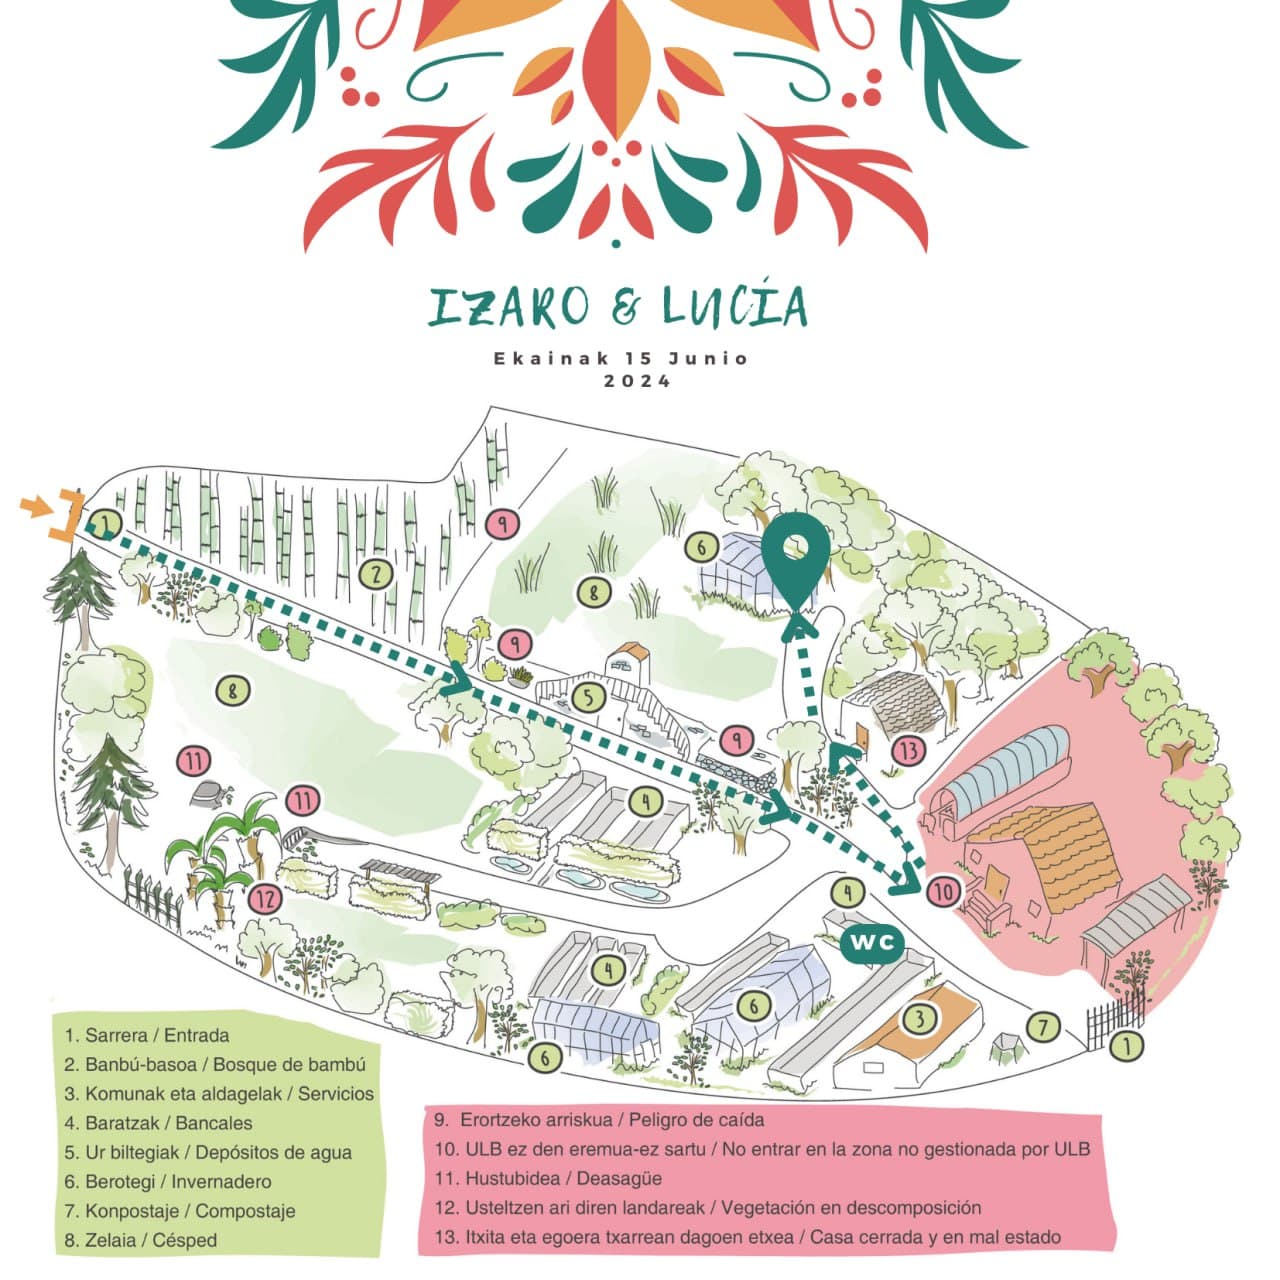 IZARO & LUCÍA
Ekainak 15 Junio
2024
1
2
9
6
8
9
5
8
9
13
11
11
4
12
10
4
WC
4
6
3
7
6
1
1. Sarrera / Entrada
2. Banbú-basoa / Bosque de bambú
3. Komunak eta aldagelak / Servicios
4. Baratzak / Bancales
5. Ur biltegiak / Depósitos de agua
6. Berotegi / Invernadero
7. Konpostaje / Compostaje
8. Zelaia / Césped
9. Erortzeko arriskua / Peligro de caída
10. ULB ez den eremua-ez sartu / No entrar en la zona no gestionada por ULB
11. Hustubidea / Deasagüe
12. Usteltzen ari diren landareak / Vegetación en descomposición
13. Itxita eta egoera txarrean dagoen etxea / Casa cerrada y en mal estado